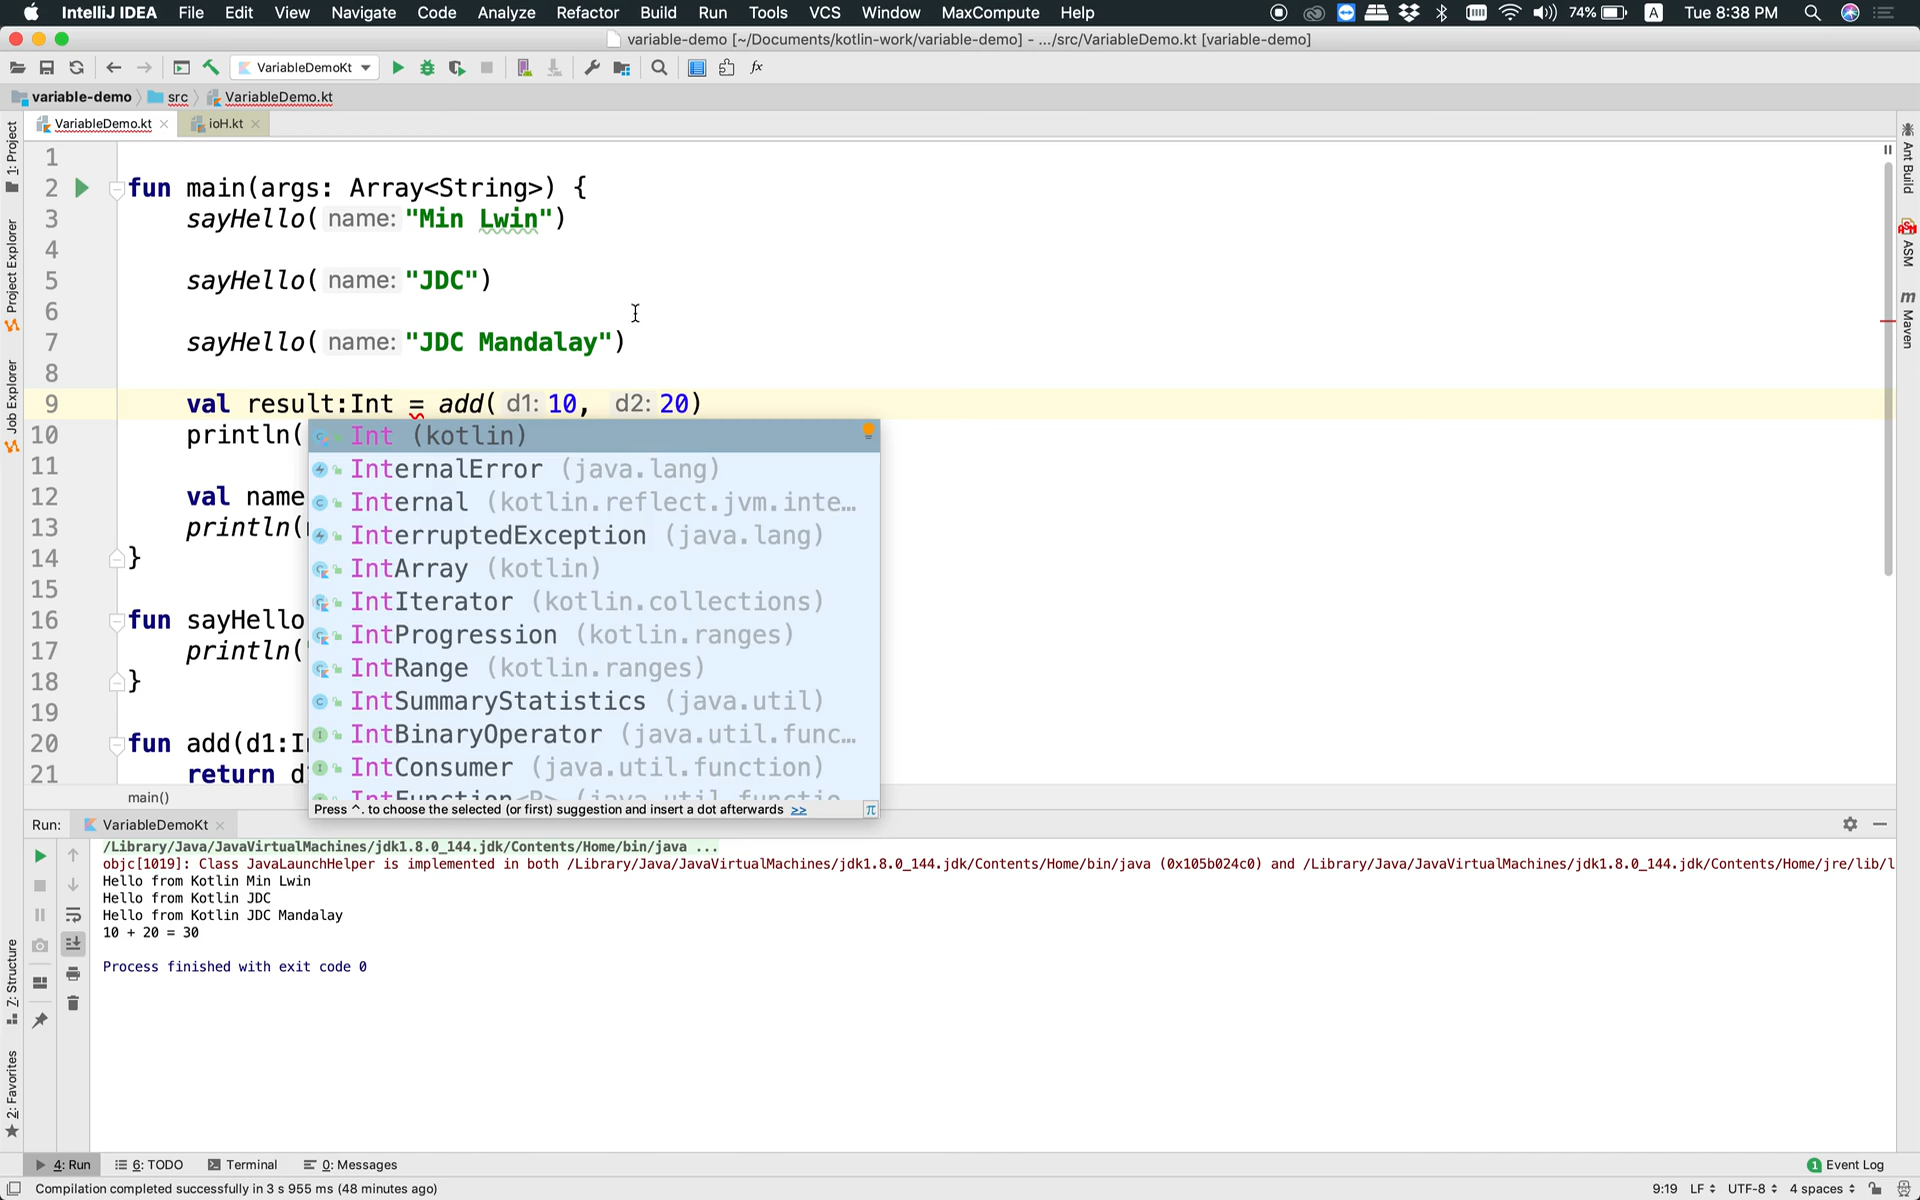 IntelliJ IDEA File Edit View Navigate Code Analyze Refactor Build Run Tools VCS Window MaxCompute Help 74% A Tue 8:38 PM
variable-demo [~/Documents/kotlin-work/variable-demo] - .../src/VariableDemo.kt [variable-demo]
VariableDemoKt
variable-demo src VariableDemo.kt
VariableDemo.kt ioH.kt
1: Project
Project Explorer
Job Explorer
Z: Structure
2: Favorites
Ant Build
ASM
Maven
1
2 fun main(args: Array<String>) {
3 sayHello( name: "Min Lwin")
4
5 sayHello( name: "JDC")
6
7 sayHello( name: "JDC Mandalay")
8
9 val result:Int = add( d1: 10, d2: 20)
10 println(
11
12 val name
13 println(
14 }
15
16 fun sayHello
17 println(
18 }
19
20 fun add(d1:In
21 return d
Int (kotlin)
InternalError (java.lang)
Internal (kotlin.reflect.jvm.inte…
InterruptedException (java.lang)
IntArray (kotlin)
IntIterator (kotlin.collections)
IntProgression (kotlin.ranges)
IntRange (kotlin.ranges)
IntSummaryStatistics (java.util)
IntBinaryOperator (java.util.func…
IntConsumer (java.util.function)
IntFunction<R> (java.util.functio
Press ^. to choose the selected (or first) suggestion and insert a dot afterwards >> π
main()
Run: VariableDemoKt
/Library/Java/JavaVirtualMachines/jdk1.8.0_144.jdk/Contents/Home/bin/java ...
objc[1019]: Class JavaLaunchHelper is implemented in both /Library/Java/JavaVirtualMachines/jdk1.8.0_144.jdk/Contents/Home/bin/java (0x105b024c0) and /Library/Java/JavaVirtualMachines/jdk1.8.0_144.jdk/Contents/Home/jre/lib/l
Hello from Kotlin Min Lwin
Hello from Kotlin JDC
Hello from Kotlin JDC Mandalay
10 + 20 = 30
Process finished with exit code 0
4: Run 6: TODO Terminal 0: Messages 1 Event Log
Compilation completed successfully in 3 s 955 ms (48 minutes ago) 9:19 LF UTF-8 4 spaces